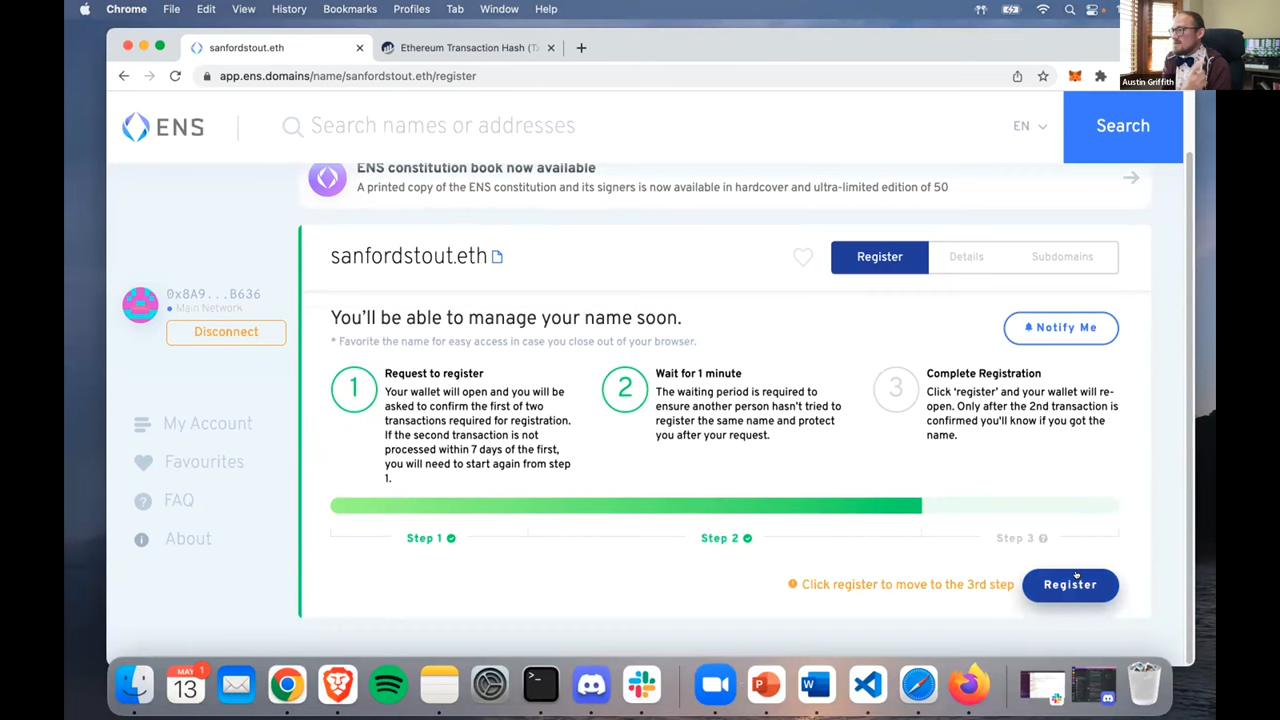 Chrome File Edit View History Bookmarks Profiles Tab Window Help
sanfordstout.eth
Ethereum Transaction Hash (T
app.ens.domains/name/sanfordstout.eth/register
Austin Griffith
ENS
Search names or addresses
EN
Search
ENS constitution book now available
A printed copy of the ENS constitution and its signers is now available in hardcover and ultra-limited edition of 50
sanfordstout.eth
Register
Details
Subdomains
0x8A9...B636
Main Network
Disconnect
My Account
Favourites
FAQ
About
You'll be able to manage your name soon.
* Favorite the name for easy access in case you close out of your browser.
Notify Me
1
Request to register
Your wallet will open and you will be
asked to confirm the first of two
transactions required for registration.
If the second transaction is not
processed within 7 days of the first,
you will need to start again from step
1.
2
Wait for 1 minute
The waiting period is required to
ensure another person hasn't tried to
register the same name and protect
you after your request.
3
Complete Registration
Click 'register' and your wallet will re-
open. Only after the 2nd transaction is
confirmed you'll know if you got the
name.
Step 1
Step 2
Step 3
Click register to move to the 3rd step
Register
MAY
1
13